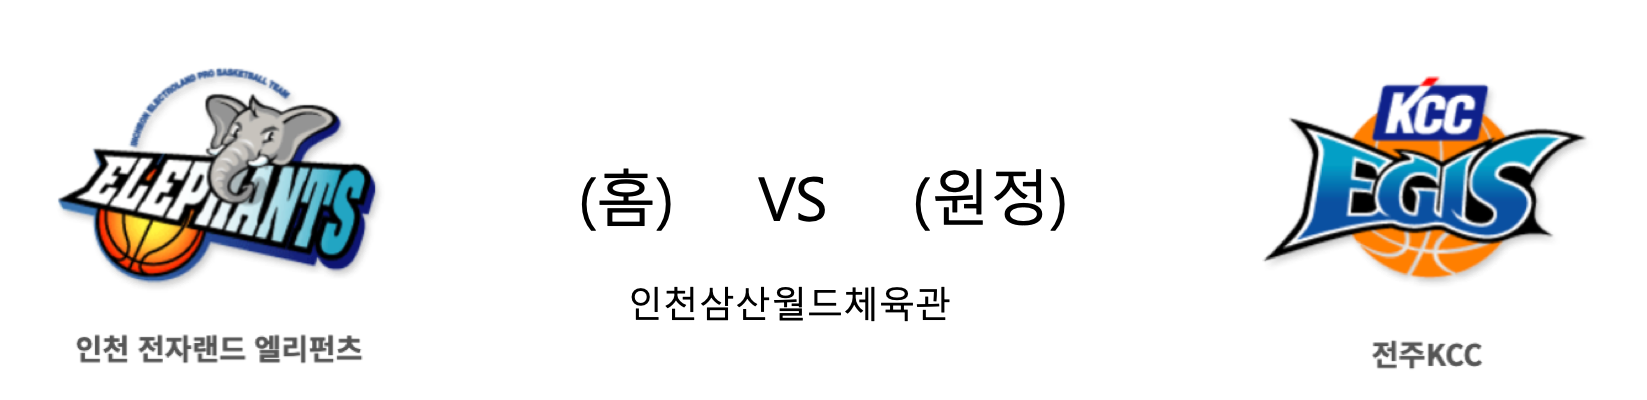 INCHEON ELECTROLAND PRO BASKETBALL TEAM
ELEPHANTS
KCC
EGIS
(홈) VS (원정)
인천삼산월드체육관
인천 전자랜드 엘리펀츠
전주KCC